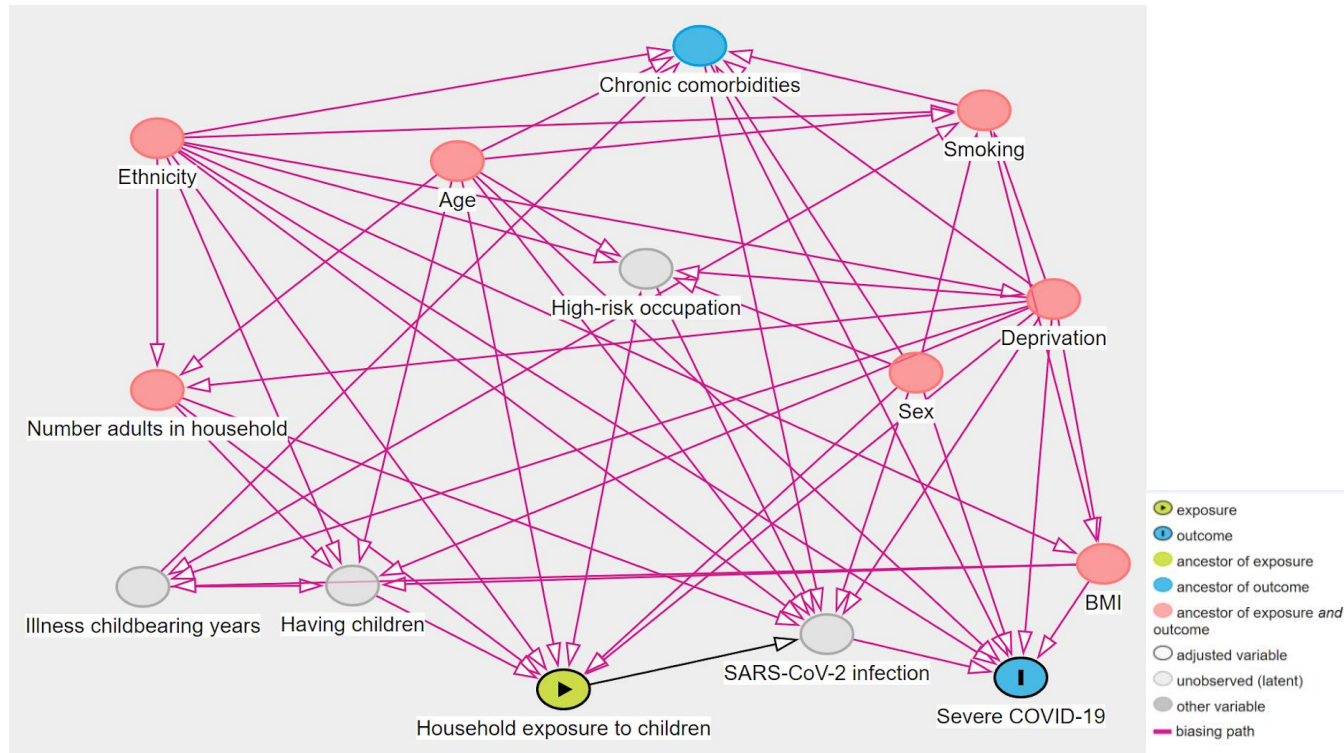 Chronic comorbidities
Smoking
Ethnicity
Age
High-risk occupation
Deprivation
Sex
Number adults in household
BMI
Illness childbearing years
Having children
SARS-CoV-2 infection
Household exposure to children
Severe COVID-19
exposure
outcome
ancestor of exposure
ancestor of outcome
ancestor of exposure and
outcome
adjusted variable
unobserved (latent)
other variable
biasing path